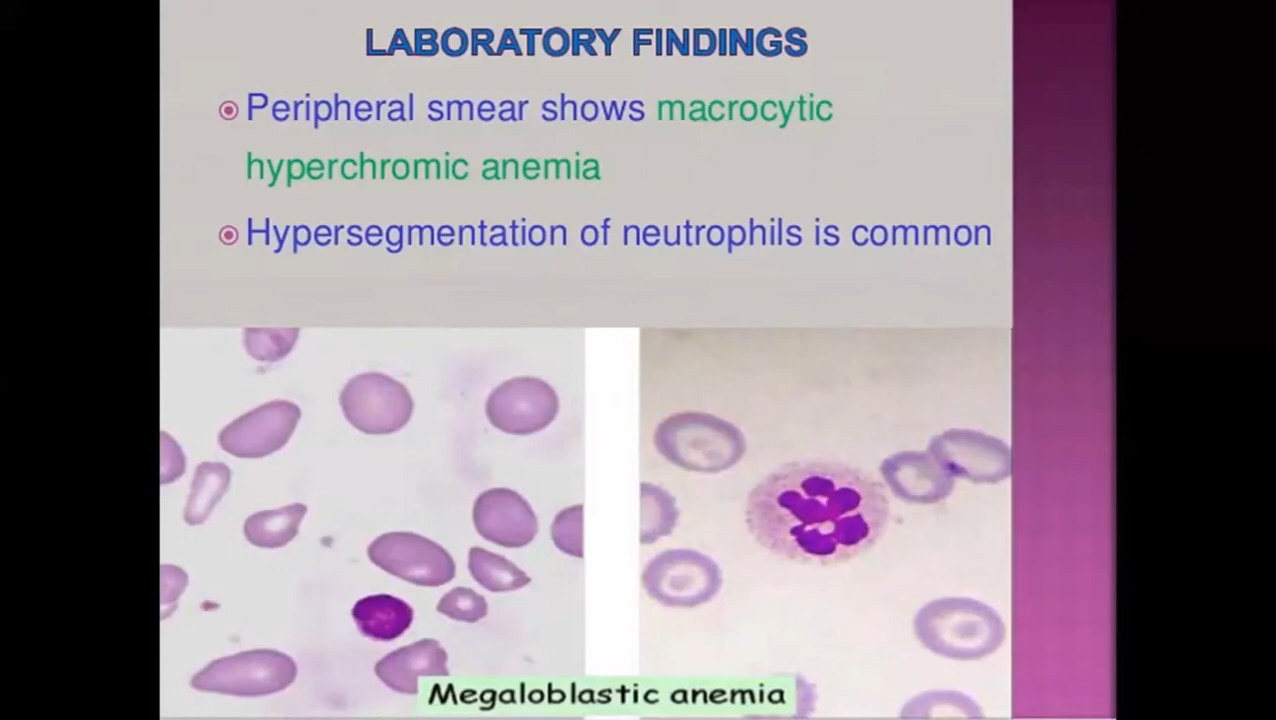 LABORATORY FINDINGS
Peripheral smear shows macrocytic
hyperchromic anemia
Hypersegmentation of neutrophils is common
Megaloblastic anemia